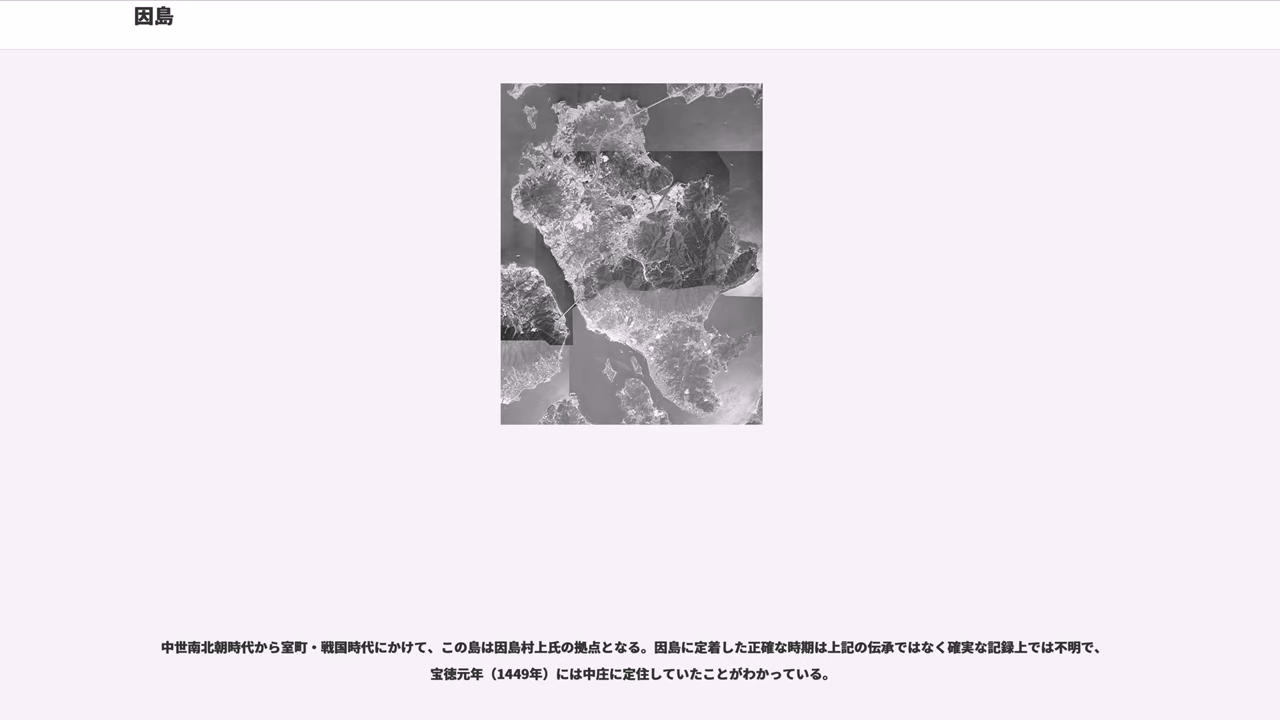 因島
中世南北朝時代から室町・戦国時代にかけて、この島は因島村上氏の拠点となる。因島に定着した正確な時期は上記の伝承ではなく確実な記録上では不明で、
宝徳元年（1449年）には中庄に定住していたことがわかっている。